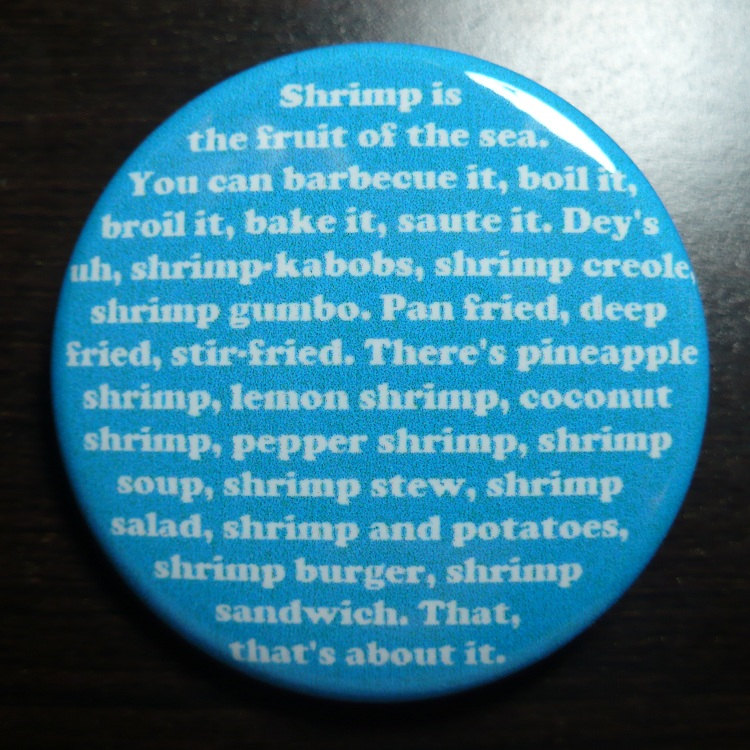 Shrimp is
the fruit of the sea.
You can barbecue it, boil it,
broil it, bake it, saute it. Dey's
uh, shrimp-kabobs, shrimp creole,
shrimp gumbo. Pan fried, deep
fried, stir-fried. There's pineapple
shrimp, lemon shrimp, coconut
shrimp, pepper shrimp, shrimp
soup, shrimp stew, shrimp
salad, shrimp and potatoes,
shrimp burger, shrimp
sandwich. That,
that's about it.